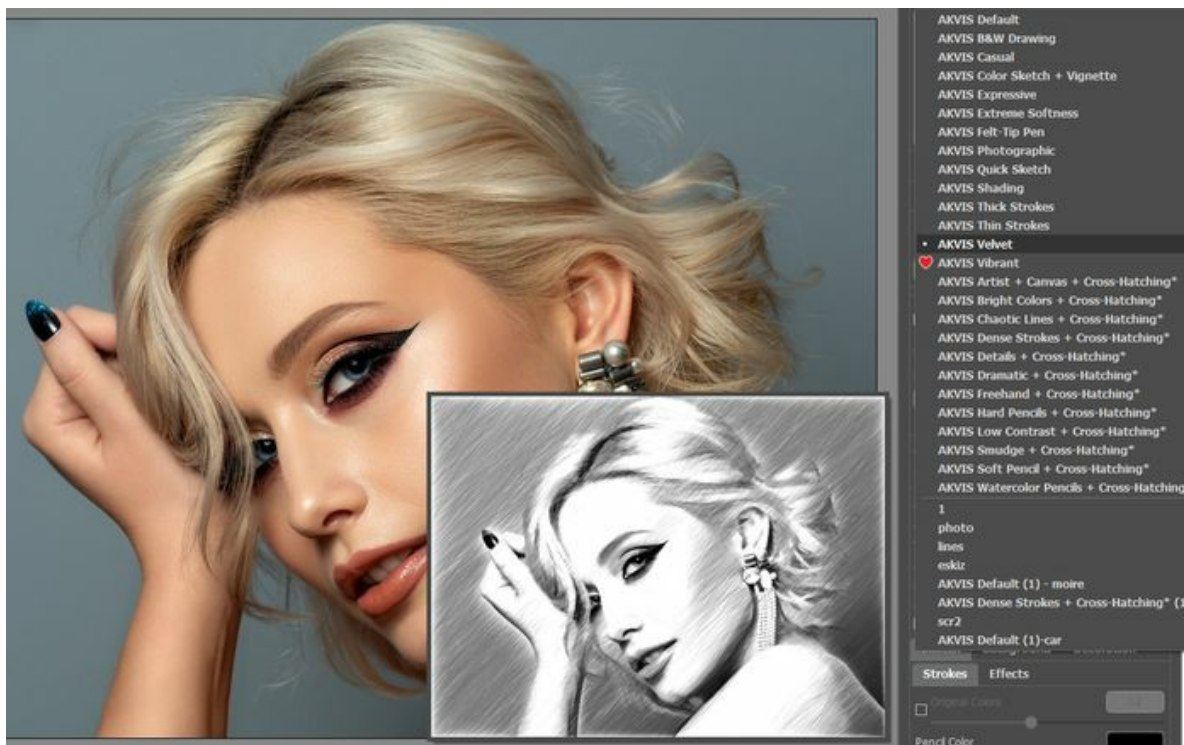 AKVIS Default
AKVIS B&W Drawing
AKVIS Casual
AKVIS Color Sketch + Vignette
AKVIS Expressive
AKVIS Extreme Softness
AKVIS Felt-Tip Pen
AKVIS Photographic
AKVIS Quick Sketch
AKVIS Shading
AKVIS Thick Strokes
AKVIS Thin Strokes
AKVIS Velvet
AKVIS Vibrant
AKVIS Artist + Canvas + Cross-Hatching*
AKVIS Bright Colors + Cross-Hatching*
AKVIS Chaotic Lines + Cross-Hatching*
AKVIS Dense Strokes + Cross-Hatching*
AKVIS Details + Cross-Hatching*
AKVIS Dramatic + Cross-Hatching*
AKVIS Freehand + Cross-Hatching*
AKVIS Hard Pencils + Cross-Hatching*
AKVIS Low Contrast + Cross-Hatching*
AKVIS Smudge + Cross-Hatching*
AKVIS Soft Pencil + Cross-Hatching*
AKVIS Watercolor Pencils + Cross-Hatching
1
photo
lines
eskiz
AKVIS Default (1) - moire
AKVIS Dense Strokes + Cross-Hatching* (1
scr2
AKVIS Default (1)-car
Strokes Effects
Original Colors
Pencil Color